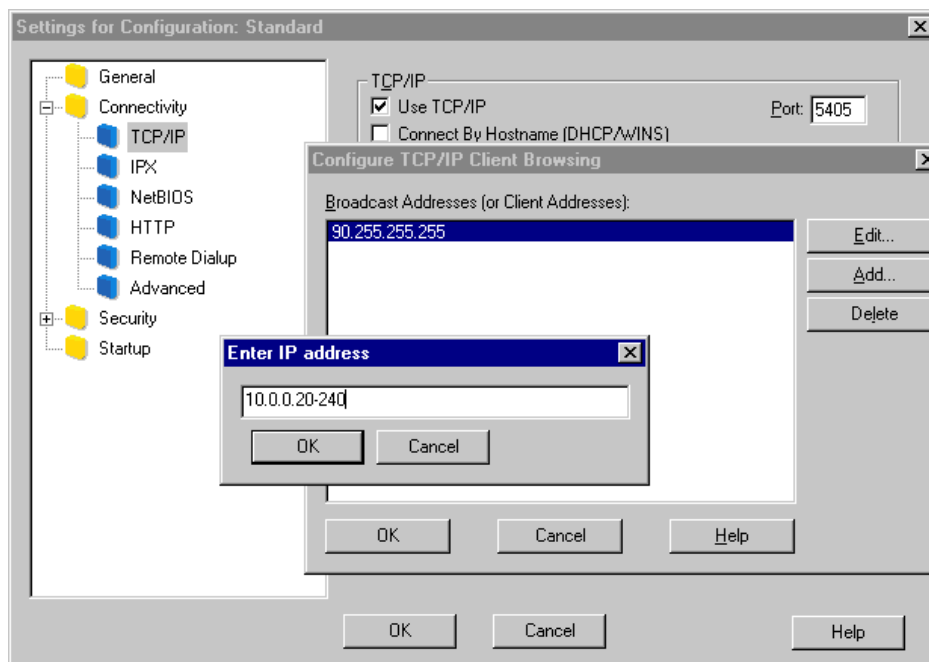 Settings for Configuration: Standard
General
Connectivity
TCP/IP
IPX
NetBIOS
HTTP
Remote Dialup
Advanced
Security
Startup
TCP/IP
Use TCP/IP
Port: 5405
Connect By Hostname (DHCP/WINS)
Configure TCP/IP Client Browsing
Broadcast Addresses (or Client Addresses):
90.255.255.255
Edit...
Add...
Delete
Enter IP address
10.0.0.20-240
OK Cancel
OK Cancel Help
OK Cancel Help